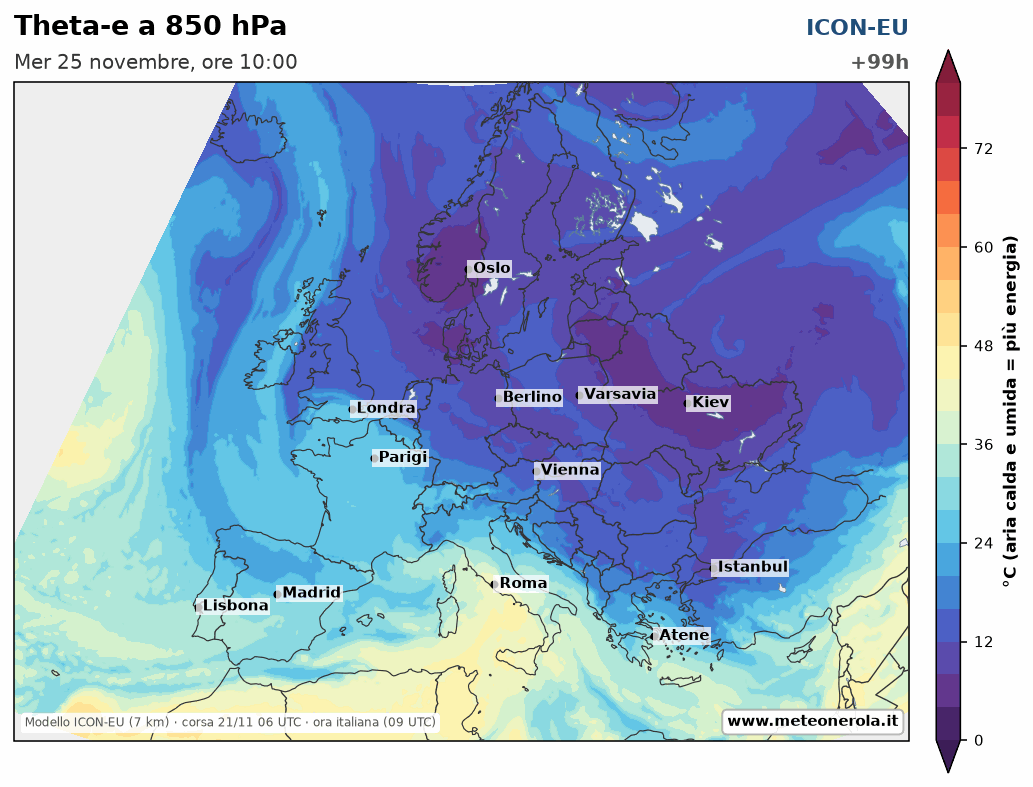 Theta-e a 850 hPa
ICON-EU
Mer 25 novembre, ore 10:00
+99h
Oslo
Berlino
Varsavia
Kiev
Londra
Parigi
Vienna
Istanbul
Roma
Madrid
Lisbona
Atene
Modello ICON-EU (7 km) · corsa 21/11 06 UTC · ora italiana (09 UTC)
www.meteonerola.it
72
60
48
36
24
12
0
°C (aria calda e umida = più energia)